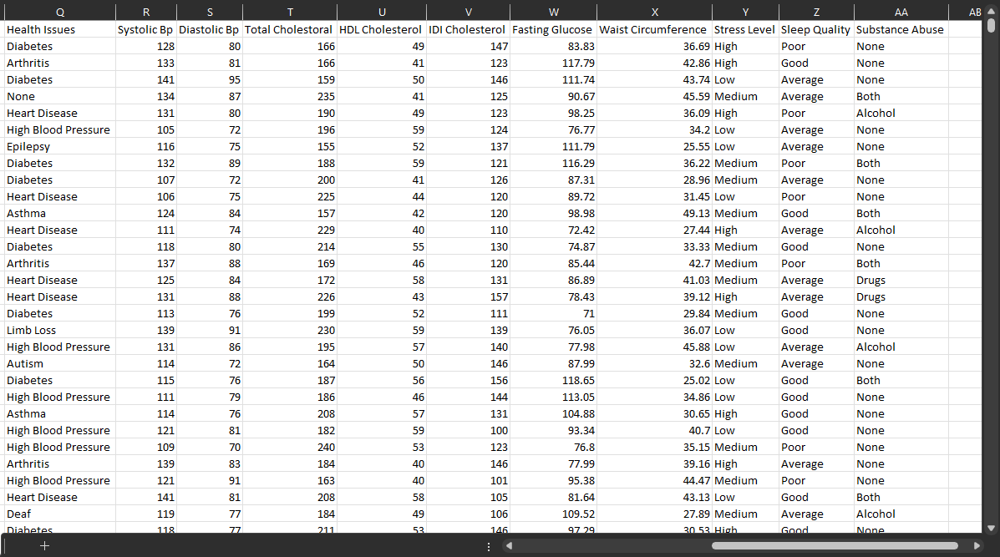 Q R S T U V W X Y Z AA AB
Health Issues Systolic Bp Diastolic Bp Total Cholestoral HDL Cholesterol IDI Cholesterol Fasting Glucose Waist Circumference Stress Level Sleep Quality Substance Abuse
Diabetes 128 80 166 49 147 83.83 36.69 High Poor None
Arthritis 133 81 166 41 123 117.79 42.86 High Good None
Diabetes 141 95 159 50 146 111.74 43.74 Low Average None
None 134 87 235 41 125 90.67 45.59 Medium Average Both
Heart Disease 131 80 190 49 123 98.25 36.09 High Poor Alcohol
High Blood Pressure 105 72 196 59 124 76.77 34.2 Low Average None
Epilepsy 116 75 155 52 137 111.79 25.55 Low Average None
Diabetes 132 89 188 59 121 116.29 36.22 Medium Poor Both
Diabetes 107 72 200 41 126 87.31 28.96 Medium Average None
Heart Disease 106 75 225 44 120 89.72 31.45 Low Poor None
Asthma 124 84 157 42 120 98.98 49.13 Medium Good Both
Heart Disease 111 74 229 40 110 72.42 27.44 High Average Alcohol
Diabetes 118 80 214 55 130 74.87 33.33 Medium Good None
Arthritis 137 88 169 46 120 85.44 42.7 Medium Poor Both
Heart Disease 125 84 172 58 131 86.89 41.03 Medium Average Drugs
Heart Disease 131 88 226 43 157 78.43 39.12 High Average Drugs
Diabetes 113 76 199 52 111 71 29.84 Medium Good None
Limb Loss 139 91 230 59 139 76.05 36.07 Low Good None
High Blood Pressure 131 86 195 57 140 77.98 45.88 Low Average Alcohol
Autism 114 72 164 50 146 87.99 32.6 Medium Average None
Diabetes 115 76 187 56 156 118.65 25.02 Low Good Both
High Blood Pressure 111 79 186 46 144 113.05 34.86 Low Good None
Asthma 114 76 208 57 131 104.88 30.65 High Good None
High Blood Pressure 121 81 182 59 100 93.34 40.7 Low Good None
High Blood Pressure 109 70 240 53 123 76.8 35.15 Medium Poor None
Arthritis 139 83 184 40 146 77.99 39.16 High Average None
High Blood Pressure 121 91 163 40 101 95.38 44.47 Medium Poor None
Heart Disease 141 81 208 58 105 81.64 43.13 Low Good Both
Deaf 119 77 184 49 106 109.52 27.89 Medium Average Alcohol
Diabetes 118 77 211 53 146 97.29 30.53 High Good None